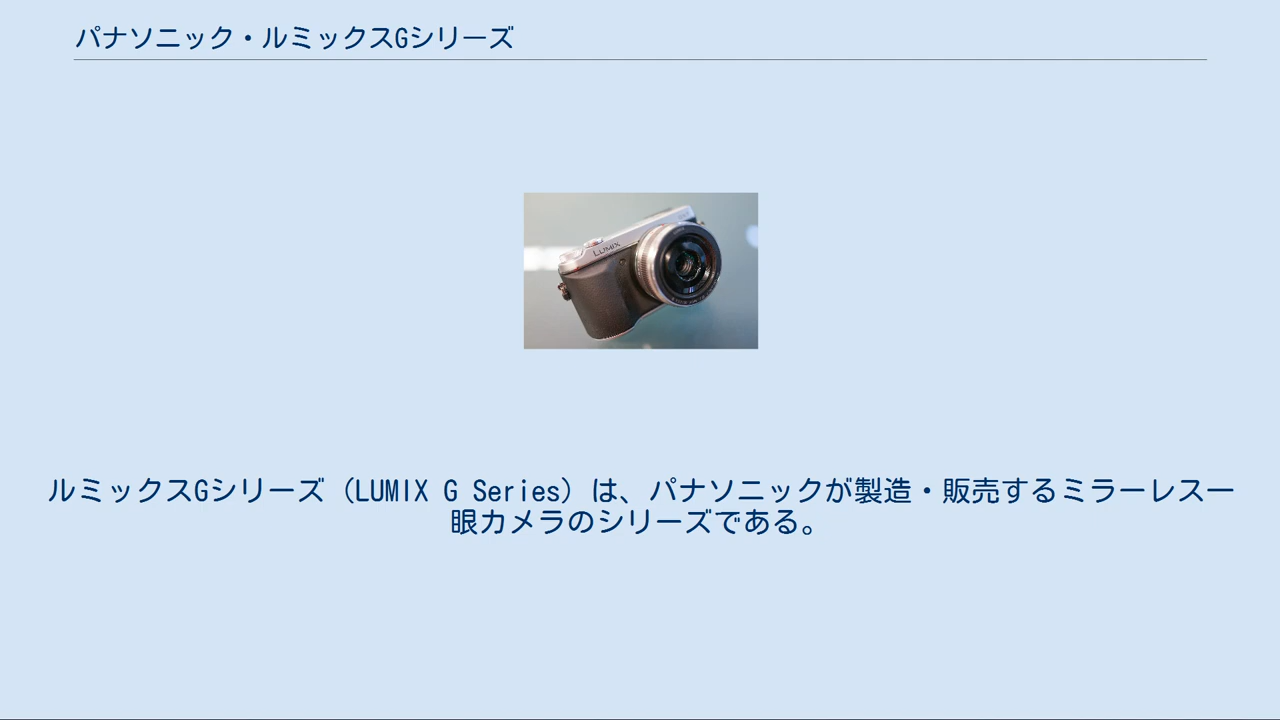 パナソニック・ルミックスGシリーズ
LUMIX
ルミックスGシリーズ（LUMIX G Series）は、パナソニックが製造・販売するミラーレス一
眼カメラのシリーズである。